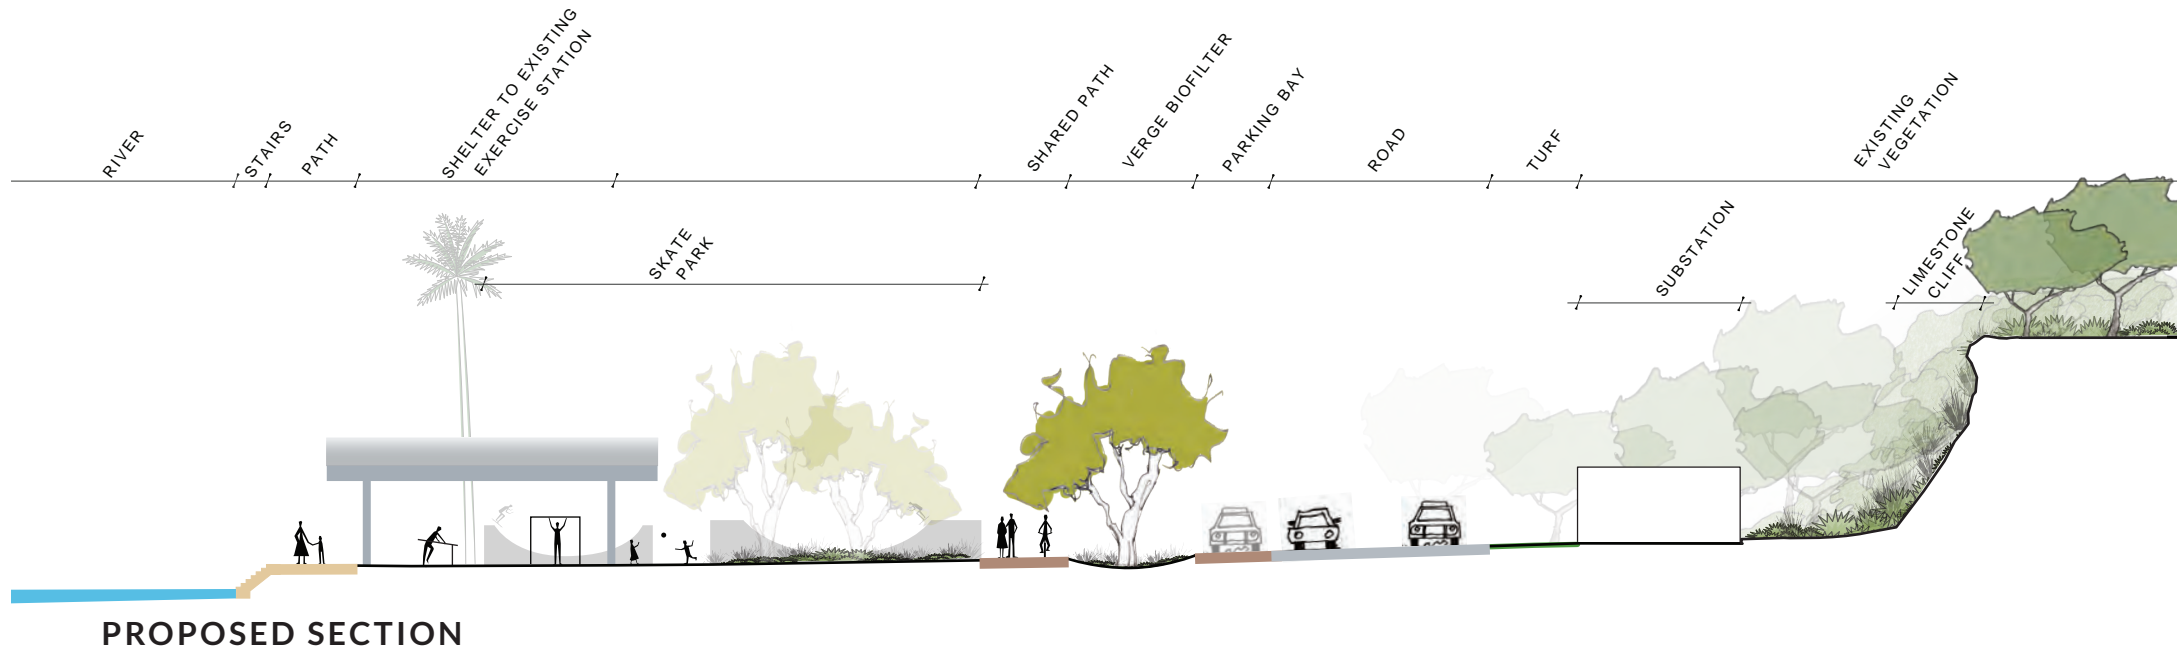 RIVER
STAIRS
PATH
SHELTER TO EXISTING
EXERCISE STATION
SHARED PATH
VERGE BIOFILTER
PARKING BAY
ROAD
TURF
EXISTING
VEGETATION
SKATE
PARK
SUBSTATION
LIMESTONE
CLIFF
PROPOSED SECTION